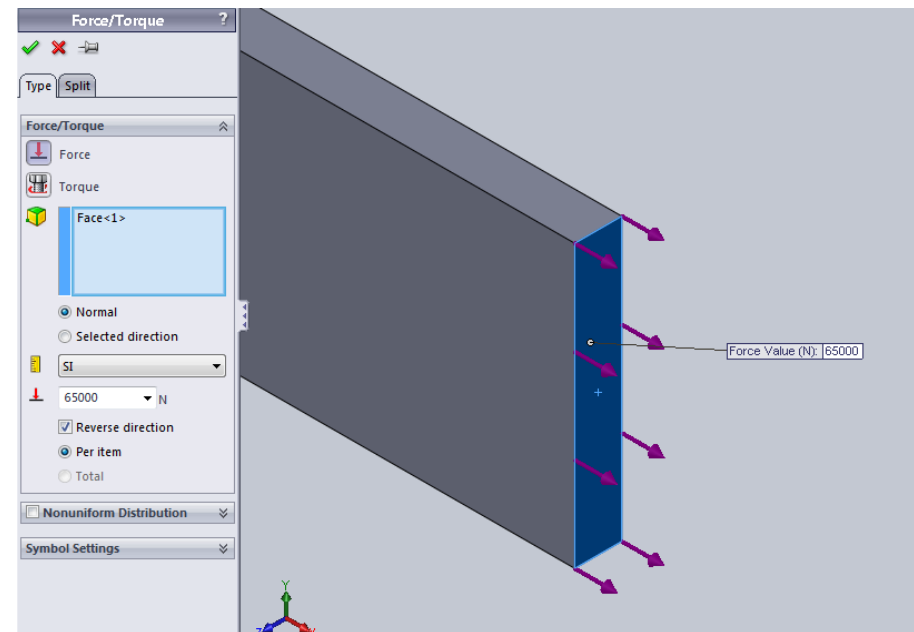 Force/Torque ?
Type Split
Force/Torque
Force
Torque
Face<1>
Normal
Selected direction
SI
65000 N
Reverse direction
Per item
Total
Nonuniform Distribution
Symbol Settings
Force Value (N): 65000
Y
Z
X